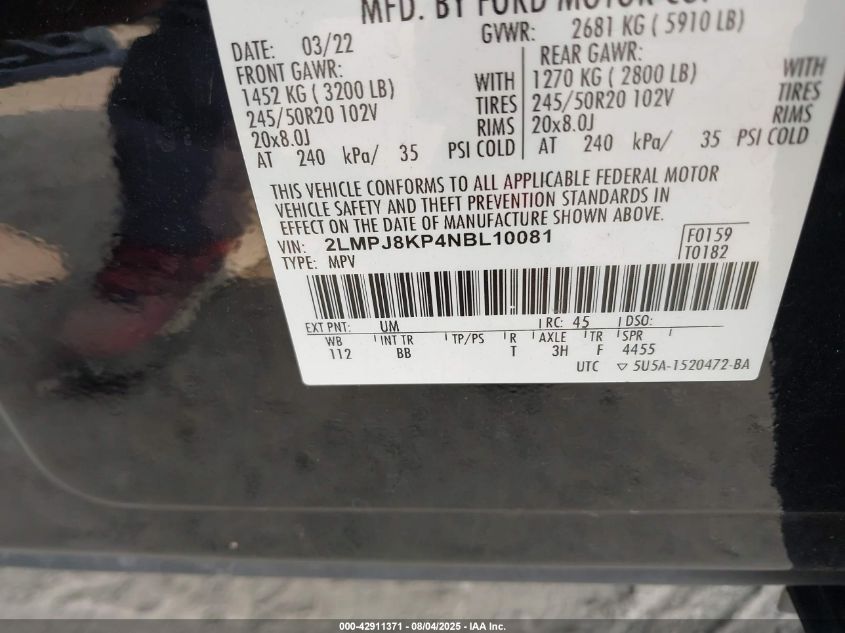 MFD. BY FORD MOTOR CO.
DATE: 03/22 GVWR: 2681 KG ( 5910 LB)
FRONT GAWR: REAR GAWR:
1452 KG ( 3200 LB) WITH 1270 KG ( 2800 LB) WITH
245/50R20 102V TIRES 245/50R20 102V TIRES
20x8.0J RIMS 20x8.0J RIMS
AT 240 kPa/ 35 PSI COLD AT 240 kPa/ 35 PSI COLD
THIS VEHICLE CONFORMS TO ALL APPLICABLE FEDERAL MOTOR
VEHICLE SAFETY AND THEFT PREVENTION STANDARDS IN
EFFECT ON THE DATE OF MANUFACTURE SHOWN ABOVE.
VIN: 2LMPJ8KP4NBL10081 F0159
TYPE: MPV T0182
EXT PNT: UM RC: 45 DSO:
WB INT TR TP/PS R AXLE TR SPR
112 BB T 3H F 4455
UTC ▽ 5U5A-1520472-BA
000-42911371 - 08/04/2025 - IAA Inc.